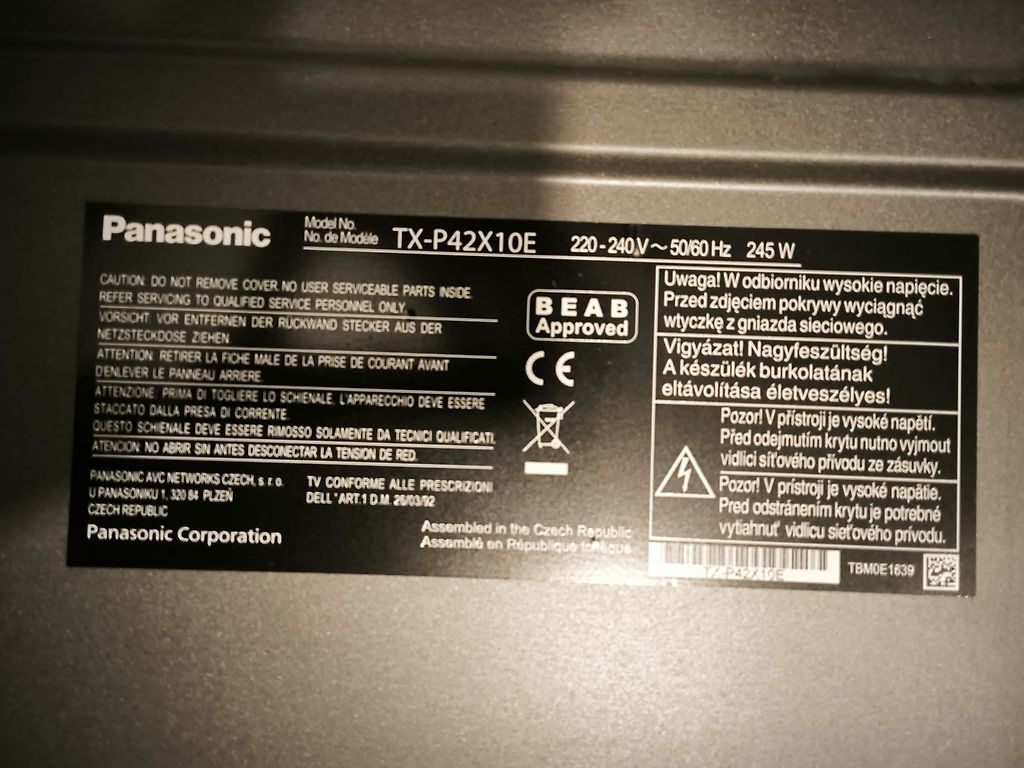 Panasonic
Model No.
No. de Modèle
TX-P42X10E
220-240V~50/60Hz 245 W
CAUTION: DO NOT REMOVE COVER. NO USER SERVICEABLE PARTS INSIDE.
REFER SERVICING TO QUALIFIED SERVICE PERSONNEL ONLY.
VORSICHT: VOR ENTFERNEN DER RÜCKWAND STECKER AUS DER
NETZSTECKDOSE ZIEHEN.
ATTENTION: RETIRER LA FICHE MALE DE LA PRISE DE COURANT AVANT
D'ENLEVER LE PANNEAU ARRIERE.
ATTENZIONE: PRIMA DI TOGLIERE LO SCHIENALE, L'APPARECCHIO DEVE ESSERE
STACCATO DALLA PRESA DI CORRENTE.
QUESTO SCHIENALE DEVE ESSERE RIMOSSO SOLAMENTE DA TECNICI QUALIFICATI.
ATENCION: NO ABRIR SIN ANTES DESCONECTAR LA TENSION DE RED.
PANASONIC AVC NETWORKS CZECH, s. r. o.
U PANASONIKU 1, 320 84 PLZEŇ
CZECH REPUBLIC
TV CONFORME ALLE PRESCRIZIONI
DELL 'ART.1 D.M. 26/03/92
Panasonic Corporation
Assembled in the Czech Republic
Assemblé en République tchèque
BEAB
Approved
CE
Uwaga! W odbiorniku wysokie napięcie.
Przed zdjęciem pokrywy wyciągnąć
wtyczkę z gniazda sieciowego.
Vigyázat! Nagyfeszültség!
A készülék burkolatának
eltávolítása életveszélyes!
Pozor! V přístroji je vysoké napětí.
Před odejmutím krytu nutno vyjmout
vidlici síťového přívodu ze zásuvky.
Pozor! V prístroji je vysoké napätie.
Pred odstránením krytu je potrebné
vytiahnuť vidlicu sieťového prívodu.
TX-P42X10E
TBM0E1639